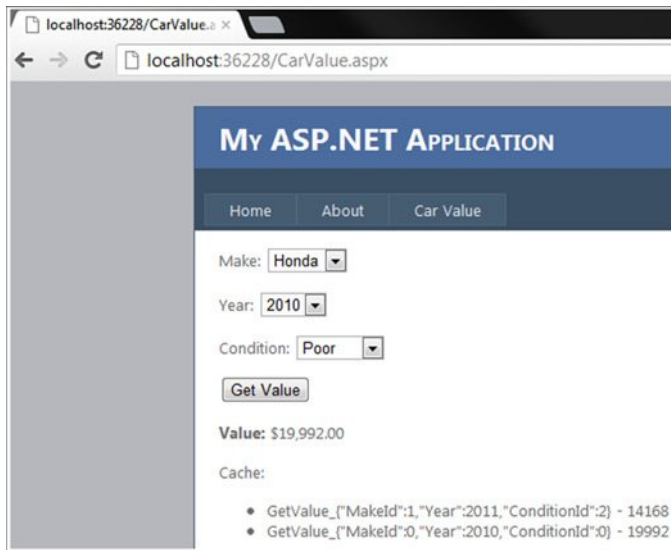 localhost:36228/CarValue.a
localhost:36228/CarValue.aspx
My ASP.NET Application
Home About Car Value
Make: Honda
Year: 2010
Condition: Poor
Get Value
Value: $19,992.00
Cache:
GetValue_{"MakeId":1,"Year":2011,"ConditionId":2} - 14168
GetValue_{"MakeId":0,"Year":2010,"ConditionId":0} - 19992